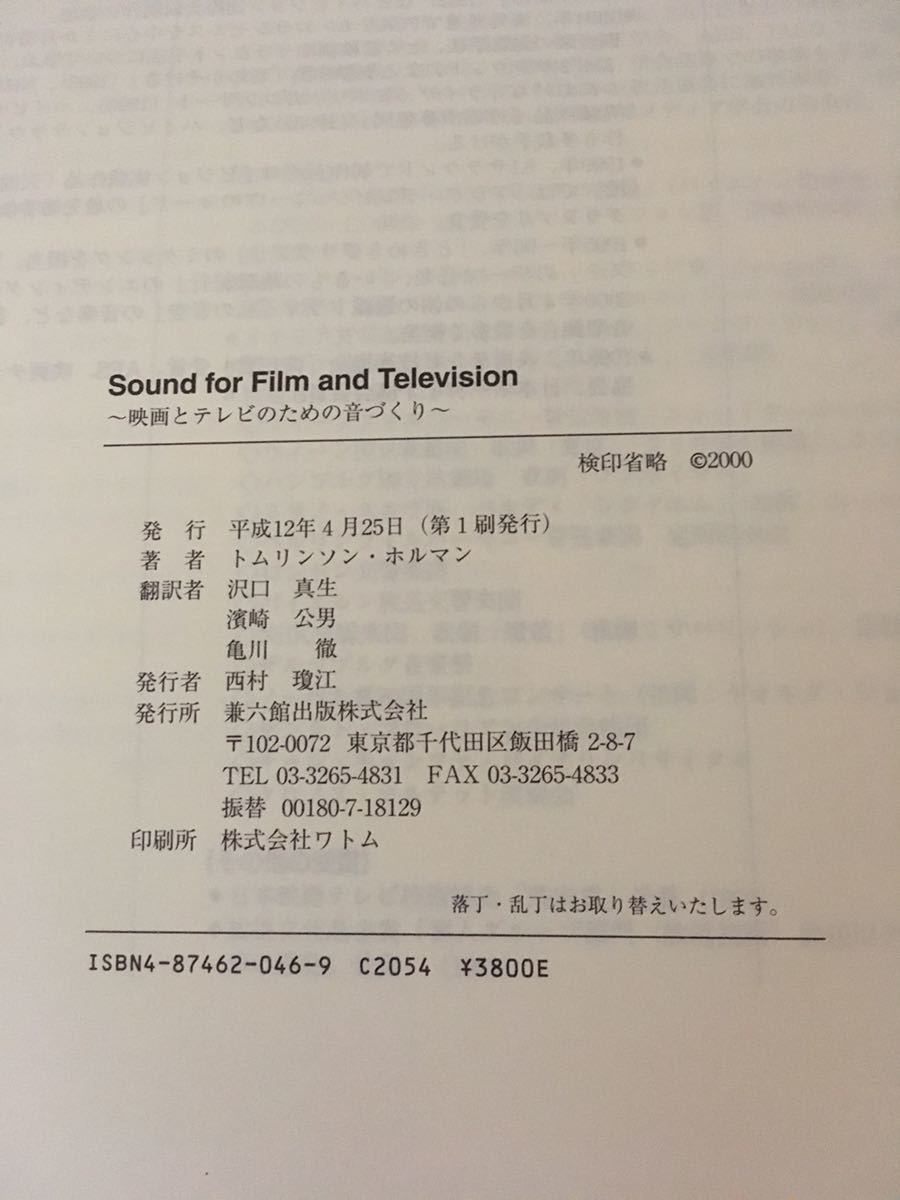 Sound for Film and Television
～映画とテレビのための音づくり～
検印省略 ©2000
発 行 平成12年4月25日（第1刷発行）
著 者 トムリンソン・ホルマン
翻訳者 沢口 真生
濱崎 公男
亀川 徹
発行者 西村 瓊江
発行所 兼六館出版株式会社
〒102-0072 東京都千代田区飯田橋 2-8-7
TEL 03-3265-4831 FAX 03-3265-4833
振替 00180-7-18129
印刷所 株式会社ワトム
落丁・乱丁はお取り替えいたします。
ISBN4-87462-046-9 C2054 ¥3800E